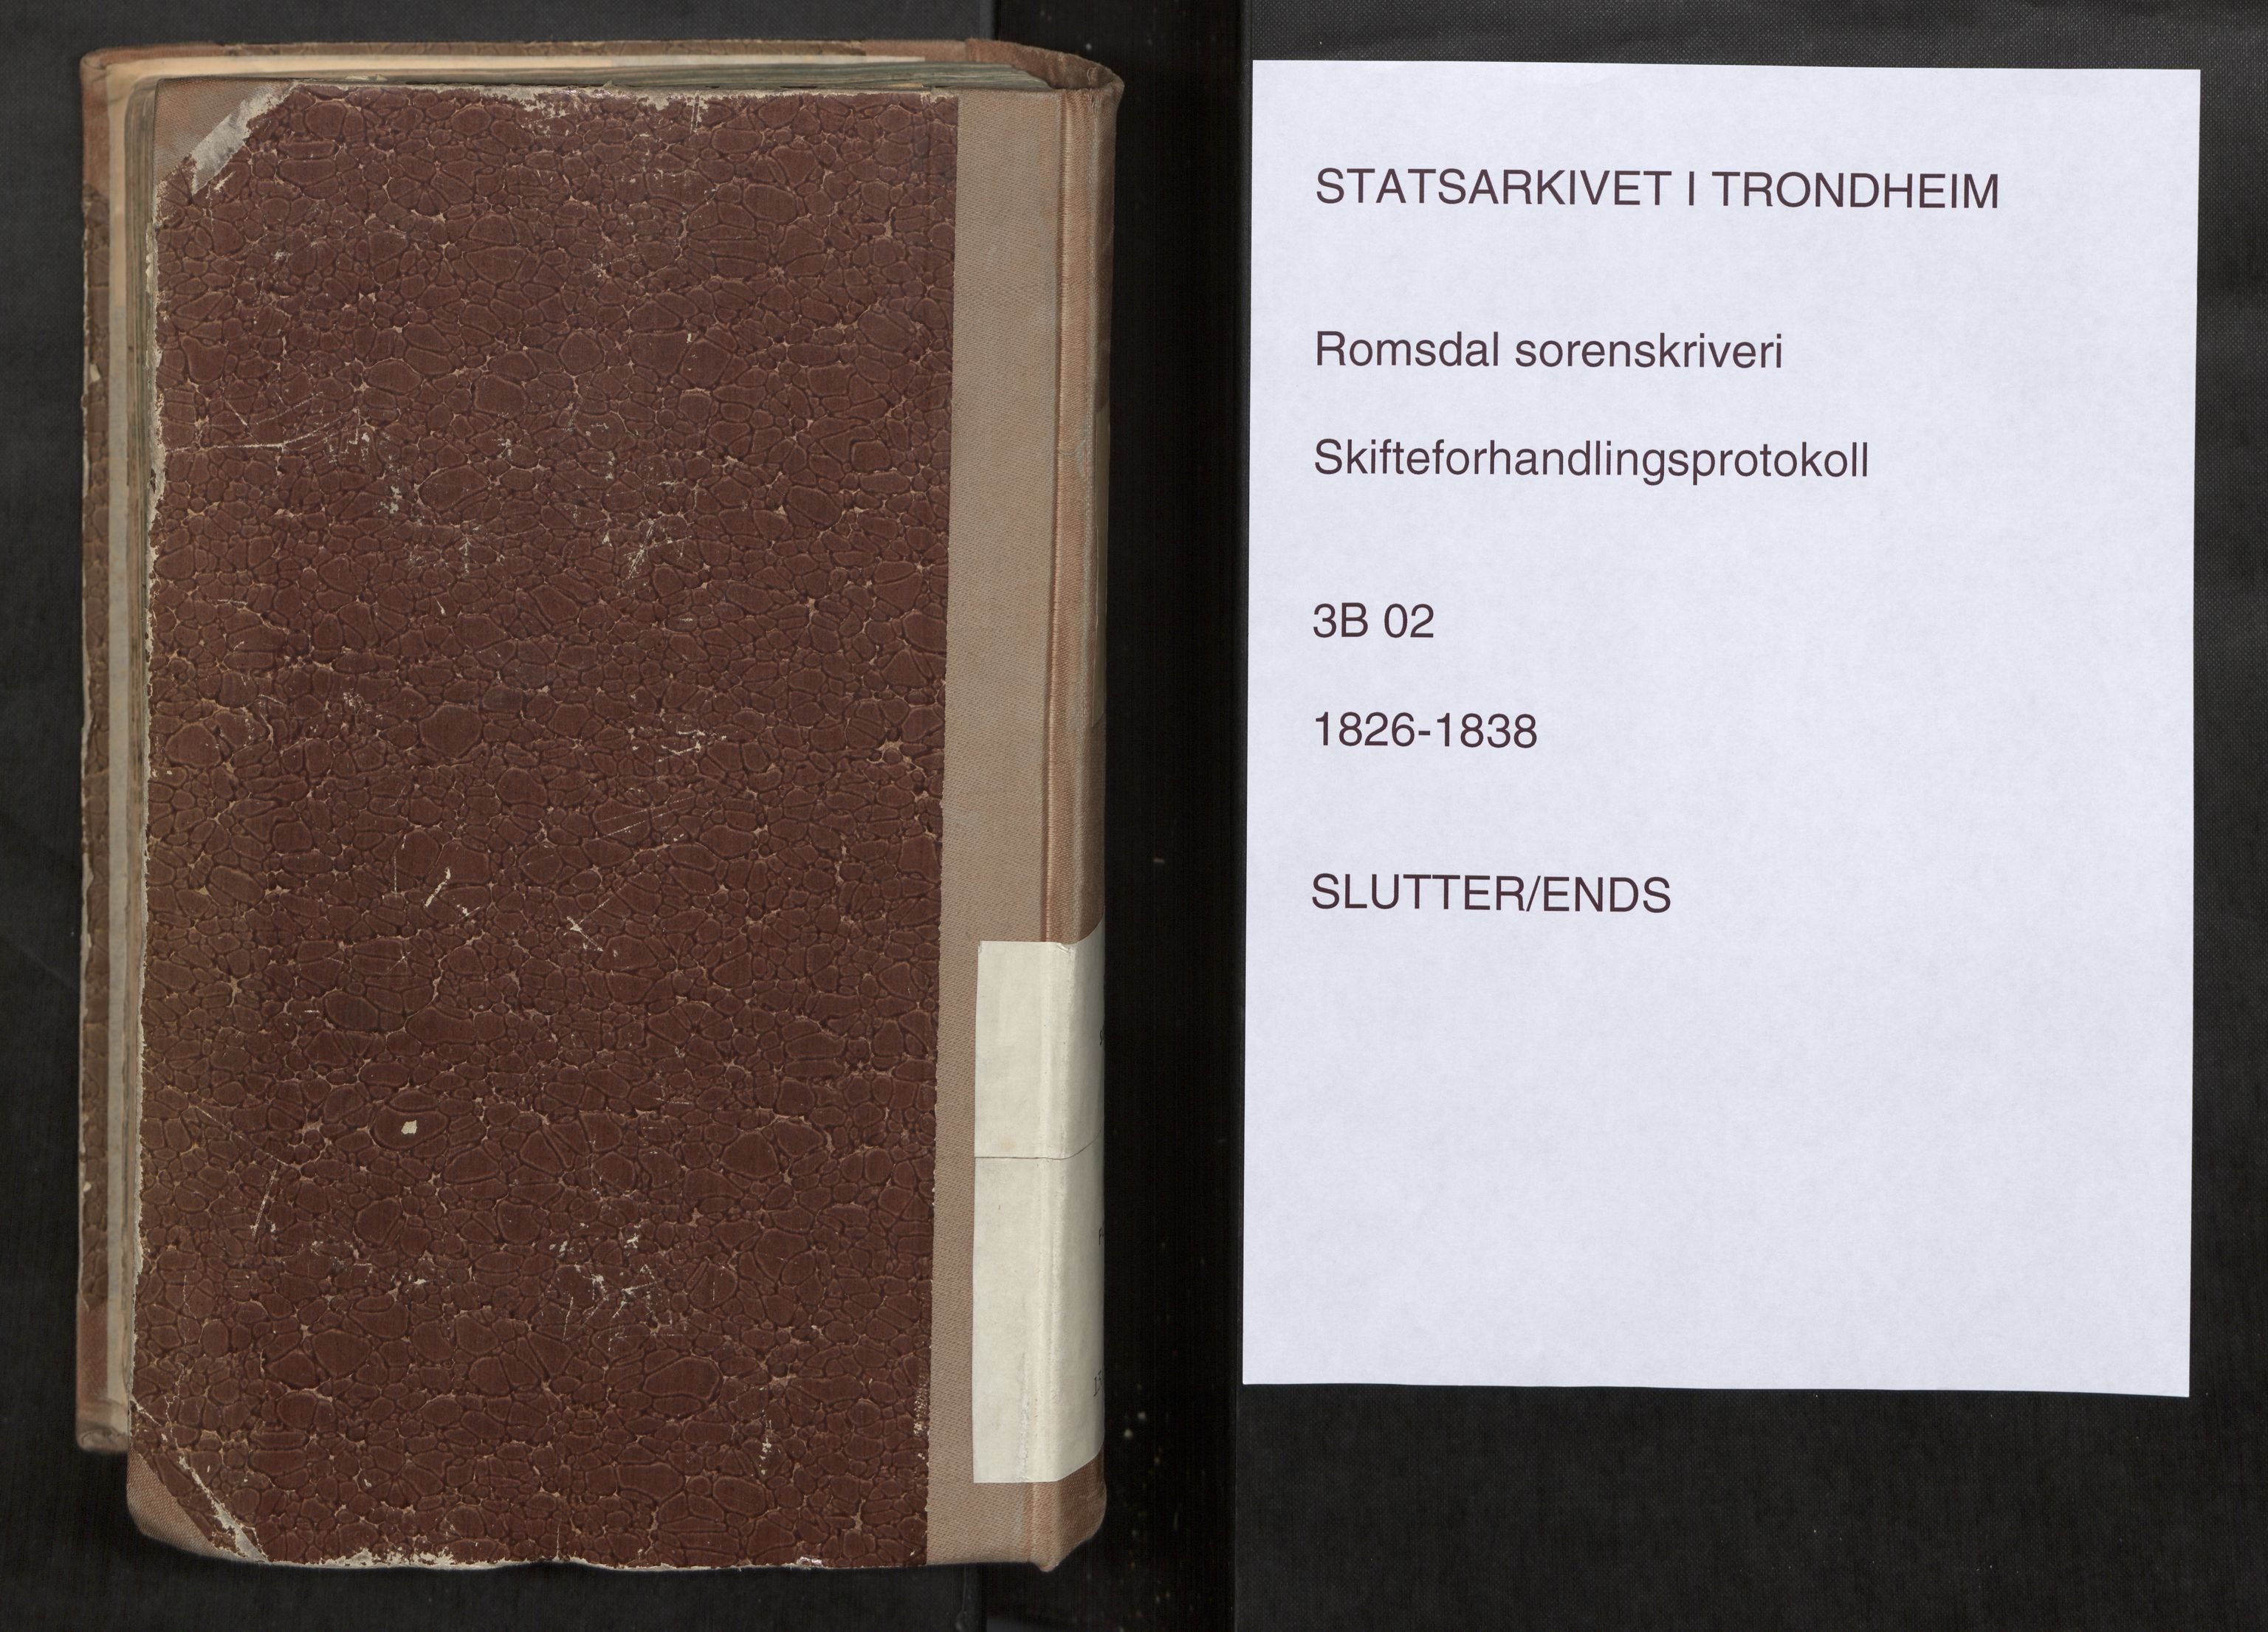 STATSARKIVET I TRONDHEIM
Romsdal sorenskriveri
Skifteforhandlingsprotokoll
3B 02
1826-1838
SLUTTER/ENDS